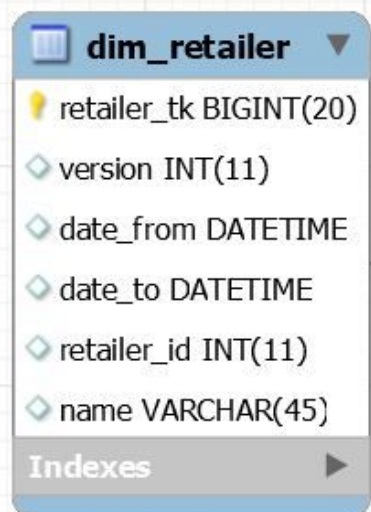 dim_retailer
retailer_tk BIGINT(20)
version INT(11)
date_from DATETIME
date_to DATETIME
retailer_id INT(11)
name VARCHAR(45)
Indexes